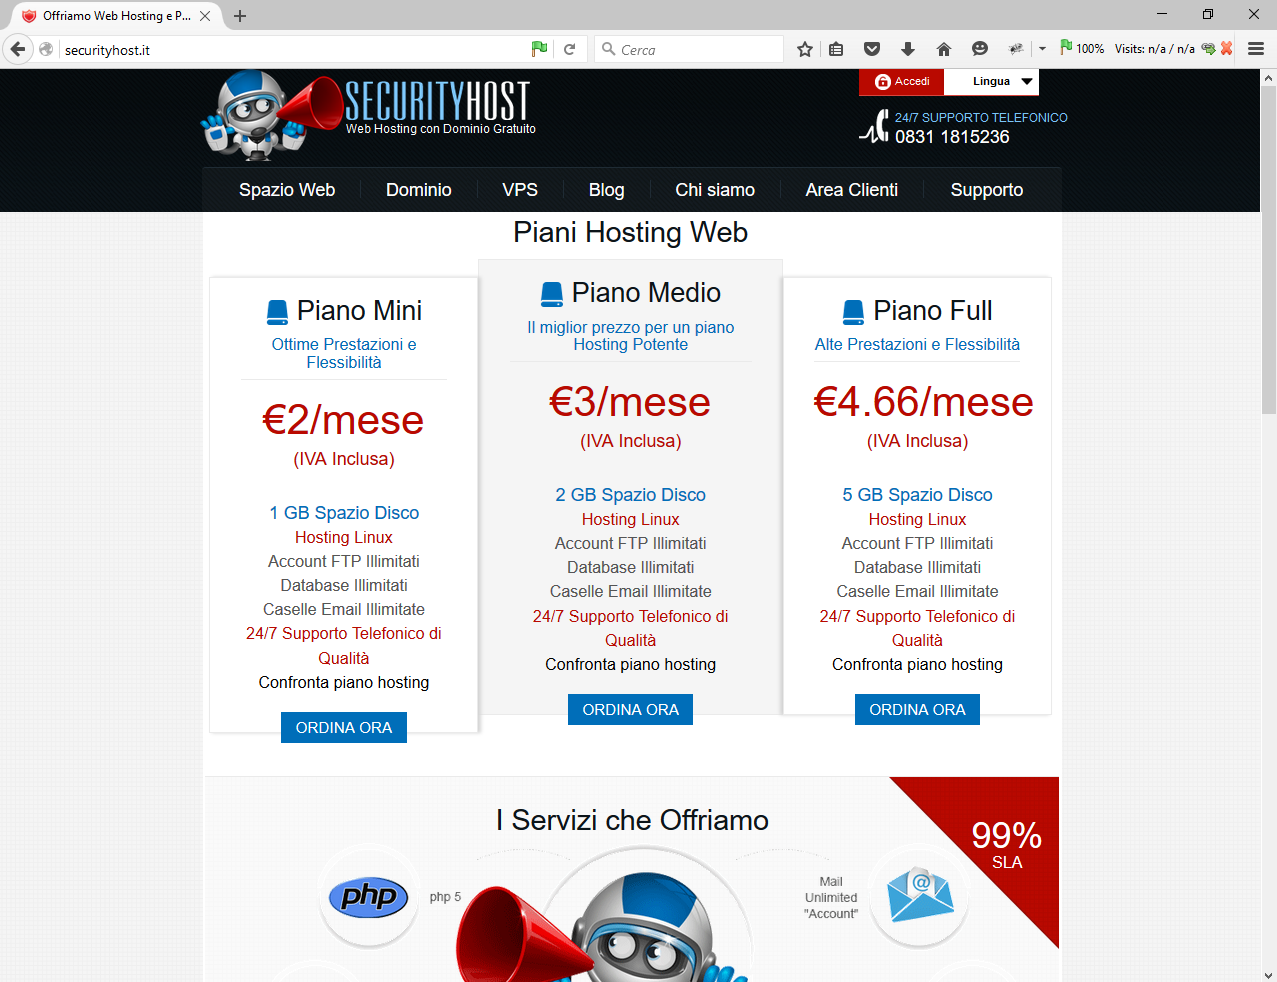 Offriamo Web Hosting e P...
securityhost.it
Cerca
100%
Visits: n/a / n/a
SECURITYHOST
Web Hosting con Dominio Gratuito
Accedi
Lingua
24/7 SUPPORTO TELEFONICO
0831 1815236
Spazio Web
Dominio
VPS
Blog
Chi siamo
Area Clienti
Supporto
Piani Hosting Web
Piano Mini
Ottime Prestazioni e
Flessibilità
€2/mese
(IVA Inclusa)
1 GB Spazio Disco
Hosting Linux
Account FTP Illimitati
Database Illimitati
Caselle Email Illimitate
24/7 Supporto Telefonico di
Qualità
Confronta piano hosting
ORDINA ORA
Piano Medio
Il miglior prezzo per un piano
Hosting Potente
€3/mese
(IVA Inclusa)
2 GB Spazio Disco
Hosting Linux
Account FTP Illimitati
Database Illimitati
Caselle Email Illimitate
24/7 Supporto Telefonico di
Qualità
Confronta piano hosting
ORDINA ORA
Piano Full
Alte Prestazioni e Flessibilità
€4.66/mese
(IVA Inclusa)
5 GB Spazio Disco
Hosting Linux
Account FTP Illimitati
Database Illimitati
Caselle Email Illimitate
24/7 Supporto Telefonico di
Qualità
Confronta piano hosting
ORDINA ORA
I Servizi che Offriamo
99%
SLA
php
php 5
Mail
Unlimited
"Account"
@